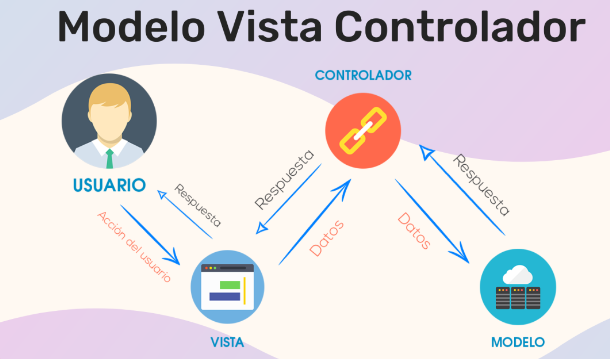 Modelo Vista Controlador
CONTROLADOR
USUARIO
Respuesta
Acción del usuario
Respuesta
Datos
Datos
Respuesta
VISTA
MODELO